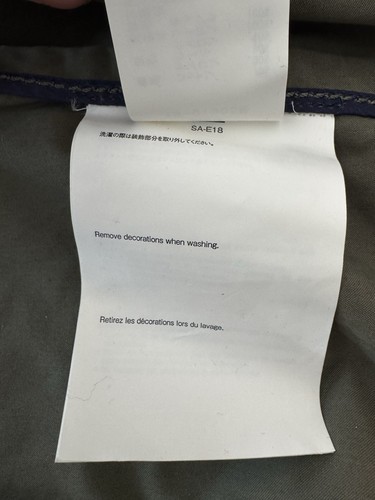 SA-E18
洗濯の際は装飾部分を取り外してください。
Remove decorations when washing.
Retirez les décorations lors du lavage.